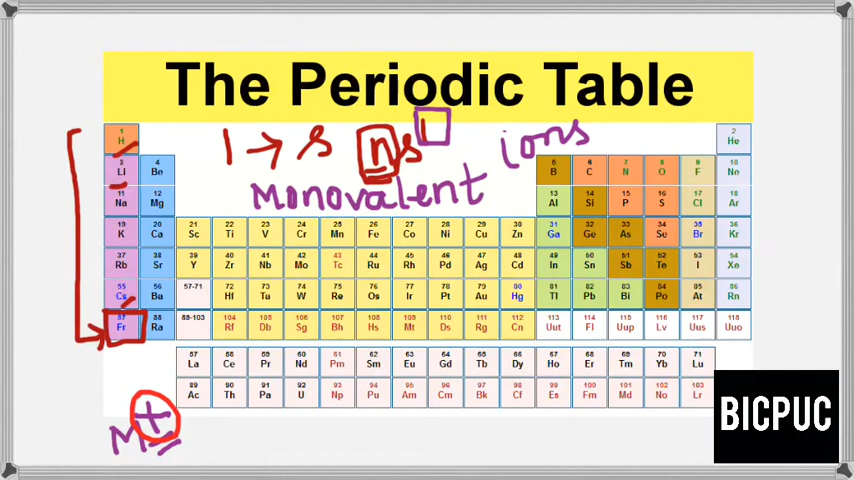 The Periodic Table
1 → s ns¹ ions
Monovalent
1 H 2 He
3 Li 4 Be 5 B 6 C 7 N 8 O 9 F 10 Ne
11 Na 12 Mg 13 Al 14 Si 15 P 16 S 17 Cl 18 Ar
19 K 20 Ca 21 Sc 22 Ti 23 V 24 Cr 25 Mn 26 Fe 27 Co 28 Ni 29 Cu 30 Zn 31 Ga 32 Ge 33 As 34 Se 35 Br 36 Kr
37 Rb 38 Sr 39 Y 40 Zr 41 Nb 42 Mo 43 Tc 44 Ru 45 Rh 46 Pd 47 Ag 48 Cd 49 In 50 Sn 51 Sb 52 Te 53 I 54 Xe
55 Cs 56 Ba 57-71 72 Hf 73 Ta 74 W 75 Re 76 Os 77 Ir 78 Pt 79 Au 80 Hg 81 Tl 82 Pb 83 Bi 84 Po 85 At 86 Rn
87 Fr 88 Ra 89-103 104 Rf 105 Db 106 Sg 107 Bh 108 Hs 109 Mt 110 Ds 111 Rg 112 Cn 113 Uut 114 Fl 115 Uup 116 Lv 117 Uus 118 Uuo
57 La 58 Ce 59 Pr 60 Nd 61 Pm 62 Sm 63 Eu 64 Gd 65 Tb 66 Dy 67 Ho 68 Er 69 Tm 70 Yb 71 Lu
89 Ac 90 Th 91 Pa 92 U 93 Np 94 Pu 95 Am 96 Cm 97 Bk 98 Cf 99 Es 100 Fm 101 Md 102 No 103 Lr
M+
BICPUC